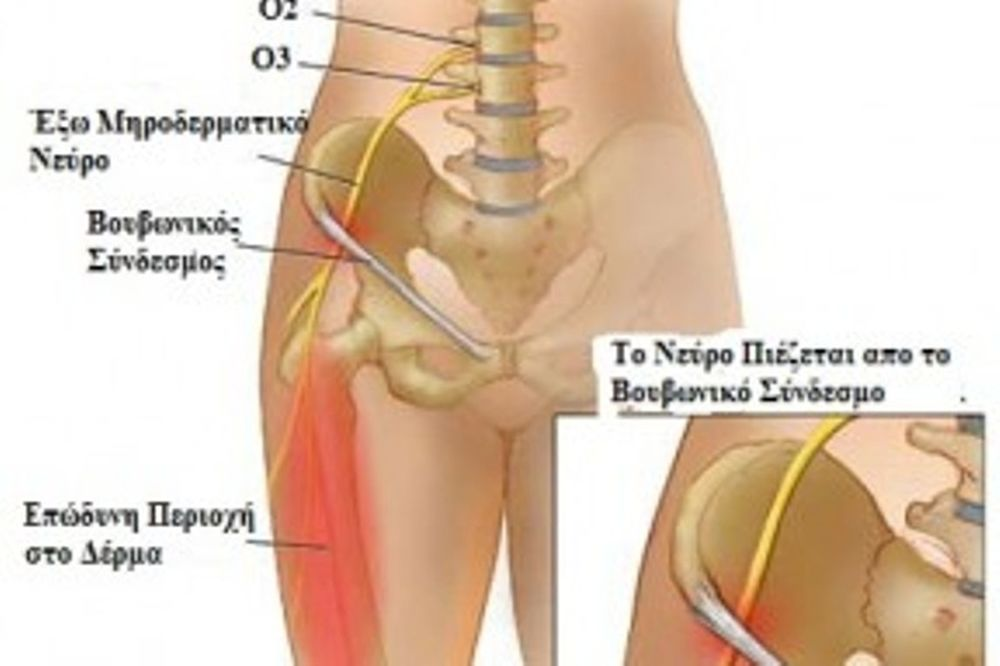 Ο2
Ο3
Έξω Μηροδερματικό
Νεύρο
Βουβωνικός
Σύνδεσμος
Το Νεύρο Πιέζεται απο το
Βουβωνικό Σύνδεσμο
Επώδυνη Περιοχή
στο Δέρμα